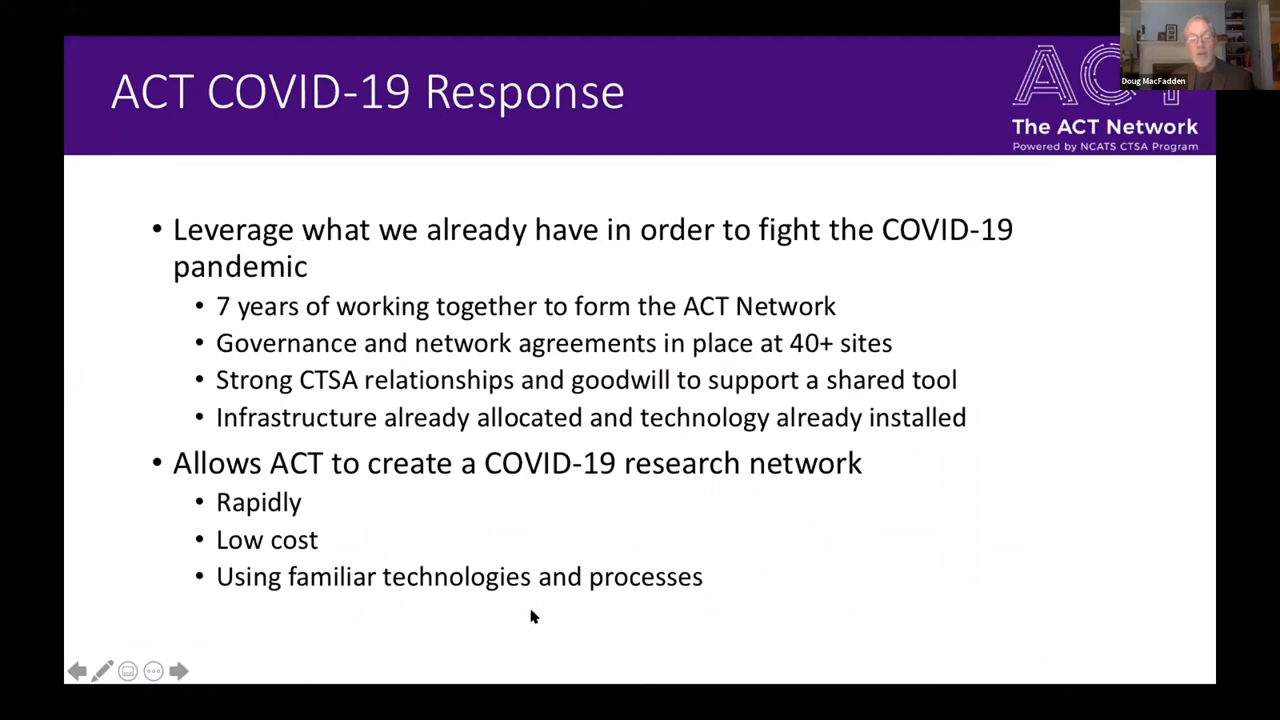 ACT COVID-19 Response
ACT
Doug MacFadden
The ACT Network
Powered by NCATS CTSA Program
• Leverage what we already have in order to fight the COVID-19
pandemic
• 7 years of working together to form the ACT Network
• Governance and network agreements in place at 40+ sites
• Strong CTSA relationships and goodwill to support a shared tool
• Infrastructure already allocated and technology already installed
• Allows ACT to create a COVID-19 research network
• Rapidly
• Low cost
• Using familiar technologies and processes